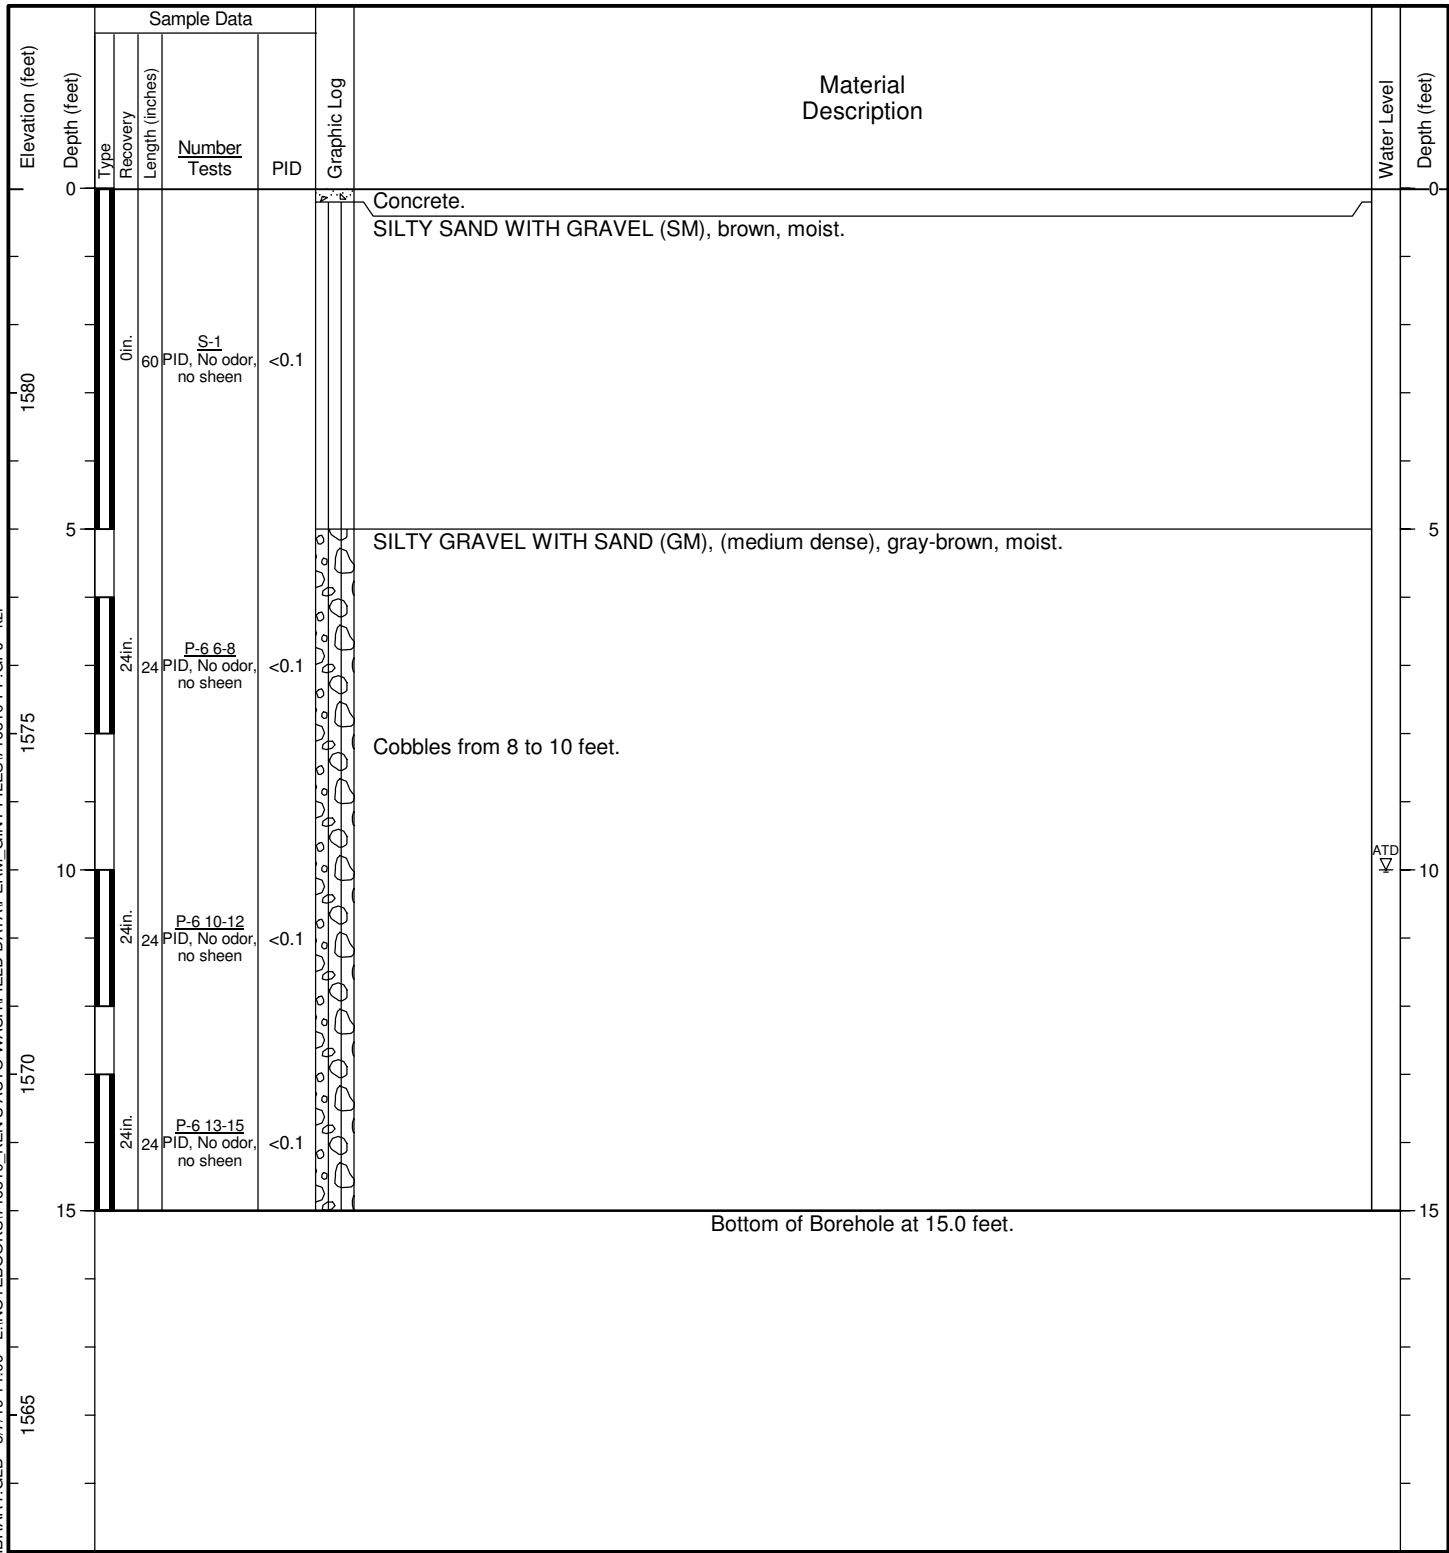 Sample Data
Elevation (feet)
Depth (feet)
Type
Recovery
Length (inches)
Number
Tests
PID
Graphic Log
Material
Description
Water Level
Depth (feet)
0
Concrete.
0
SILTY SAND WITH GRAVEL (SM), brown, moist.
0in.
60
S-1
PID, No odor,
no sheen
<0.1
1580
5
SILTY GRAVEL WITH SAND (GM), (medium dense), gray-brown, moist.
5
24in.
24
P-6 6-8
PID, No odor,
no sheen
<0.1
1575
Cobbles from 8 to 10 feet.
ATD
10
10
24in.
24
P-6 10-12
PID, No odor,
no sheen
<0.1
1570
24in.
24
P-6 13-15
PID, No odor,
no sheen
<0.1
15
15
Bottom of Borehole at 15.0 feet.
1565